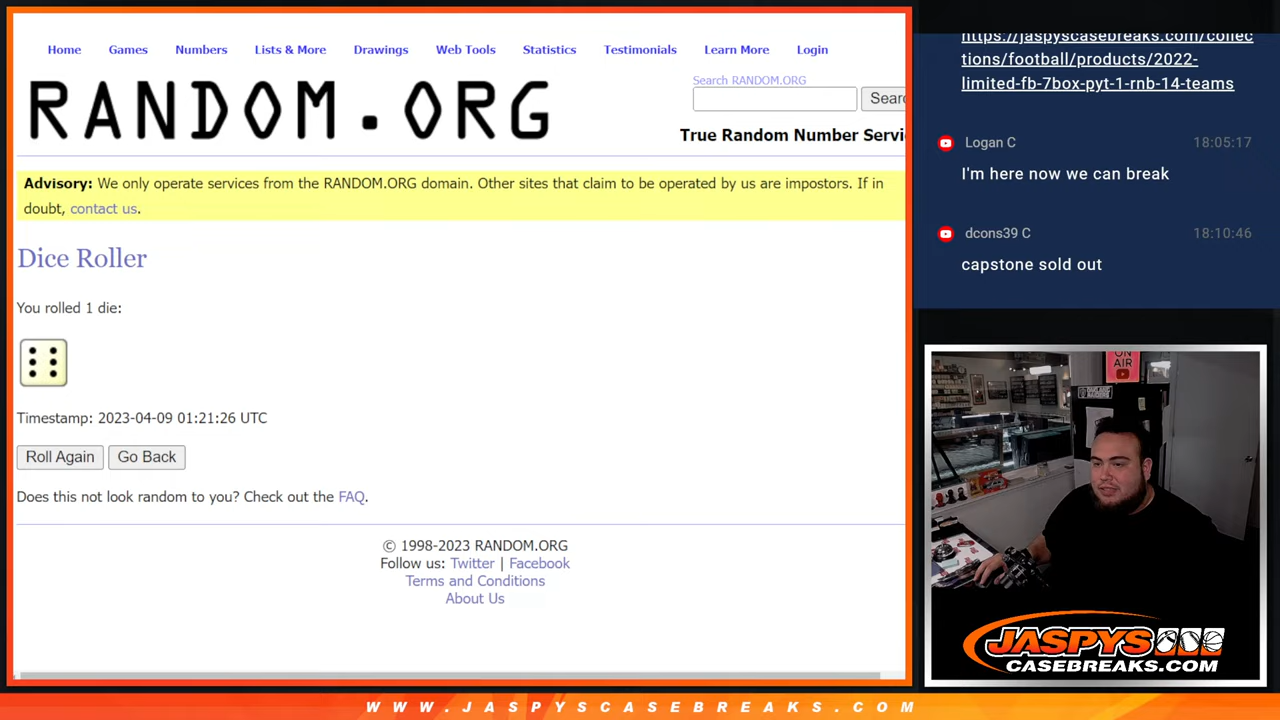 Home Games Numbers Lists & More Drawings Web Tools Statistics Testimonials Learn More Login
RANDOM.ORG
Search RANDOM.ORG
Searc
True Random Number Servi
Advisory: We only operate services from the RANDOM.ORG domain. Other sites that claim to be operated by us are impostors. If in
doubt, contact us.
Dice Roller
You rolled 1 die:
Timestamp: 2023-04-09 01:21:26 UTC
Roll Again Go Back
Does this not look random to you? Check out the FAQ.
© 1998-2023 RANDOM.ORG
Follow us: Twitter | Facebook
Terms and Conditions
About Us
https://jaspyscasebreaks.com/collec
tions/football/products/2022-
limited-fb-7box-pyt-1-rnb-14-teams
Logan C 18:05:17
I'm here now we can break
dcons39 C 18:10:46
capstone sold out
ON
AIR
JASPYS
CASEBREAKS.COM
WWW.JASPYSCASEBREAKS.COM